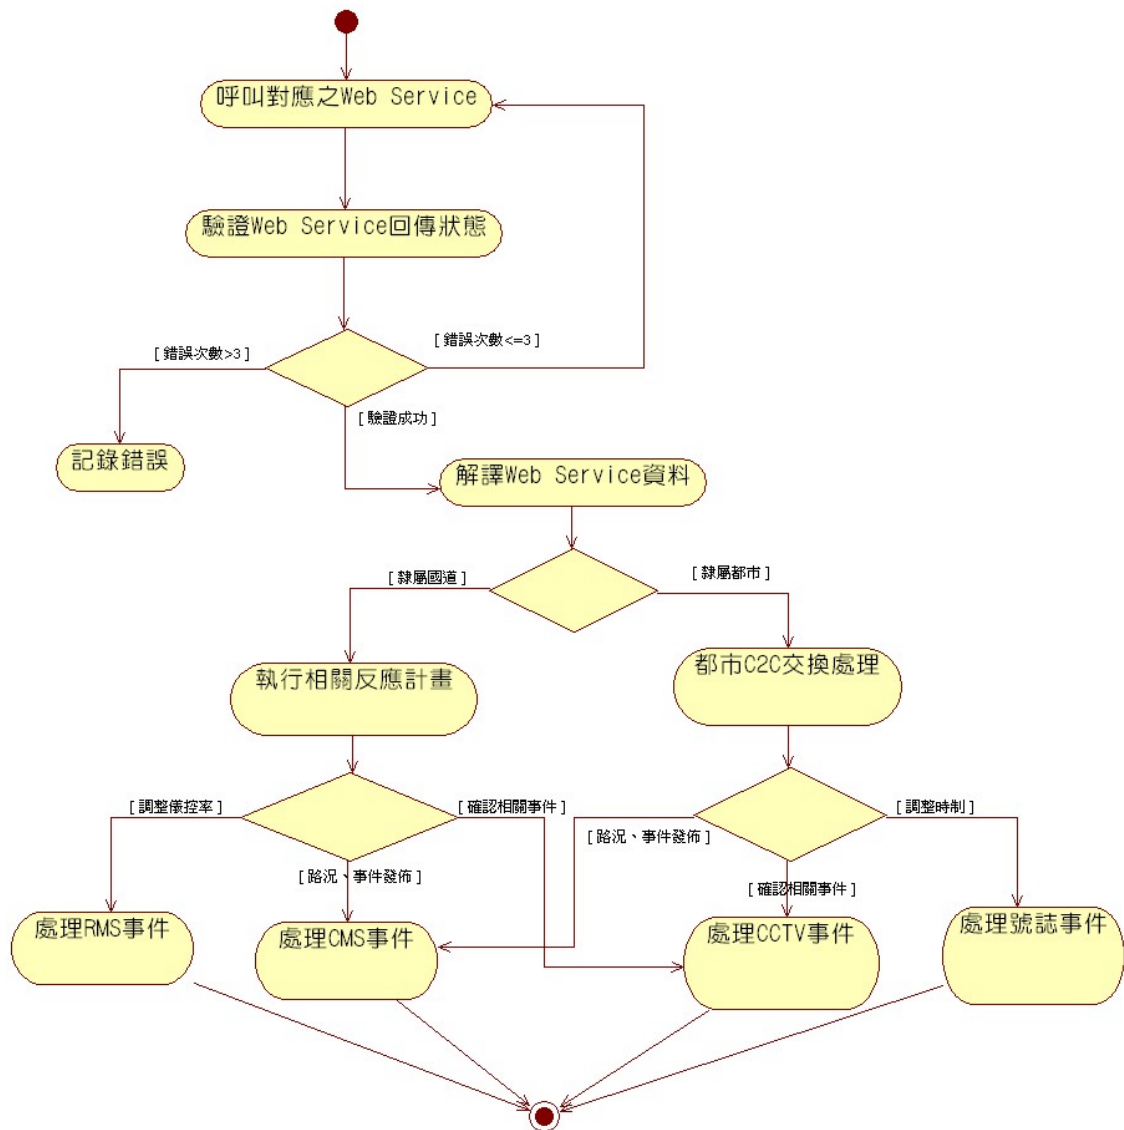 呼叫對應之Web Service
驗證Web Service回傳狀態
[ 錯誤次數>3 ]
[ 錯誤次數<=3 ]
[ 驗證成功 ]
記錄錯誤
解譯Web Service資料
[ 隸屬國道 ]
[ 隸屬都市 ]
執行相關反應計畫
都市C2C交換處理
[ 調整儀控率 ]
[ 確認相關事件 ]
[ 路況、事件發佈 ]
[ 調整時制 ]
[ 路況、事件發佈 ]
[ 確認相關事件 ]
處理RMS事件
處理CMS事件
處理CCTV事件
處理號誌事件